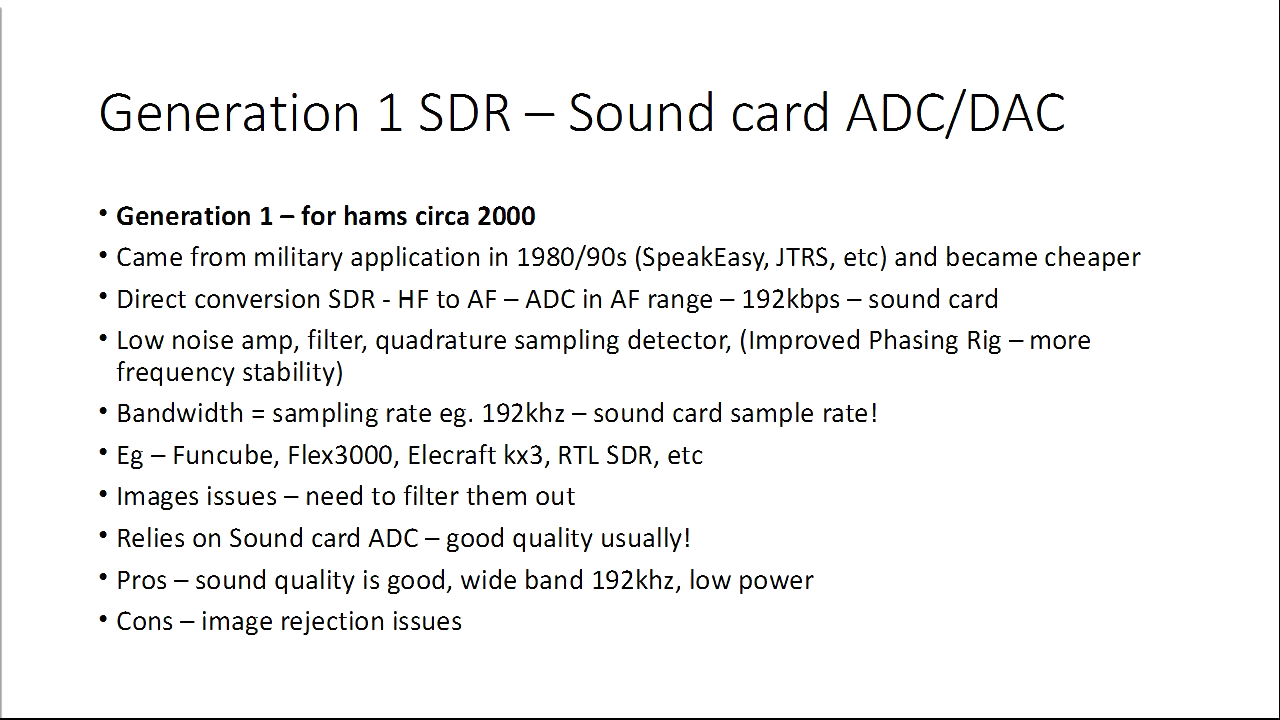 Generation 1 SDR – Sound card ADC/DAC
• Generation 1 – for hams circa 2000
• Came from military application in 1980/90s (SpeakEasy, JTRS, etc) and became cheaper
• Direct conversion SDR - HF to AF – ADC in AF range – 192kbps – sound card
• Low noise amp, filter, quadrature sampling detector, (Improved Phasing Rig – more
frequency stability)
• Bandwidth = sampling rate eg. 192khz – sound card sample rate!
• Eg – Funcube, Flex3000, Elecraft kx3, RTL SDR, etc
• Images issues – need to filter them out
• Relies on Sound card ADC – good quality usually!
• Pros – sound quality is good, wide band 192khz, low power
• Cons – image rejection issues